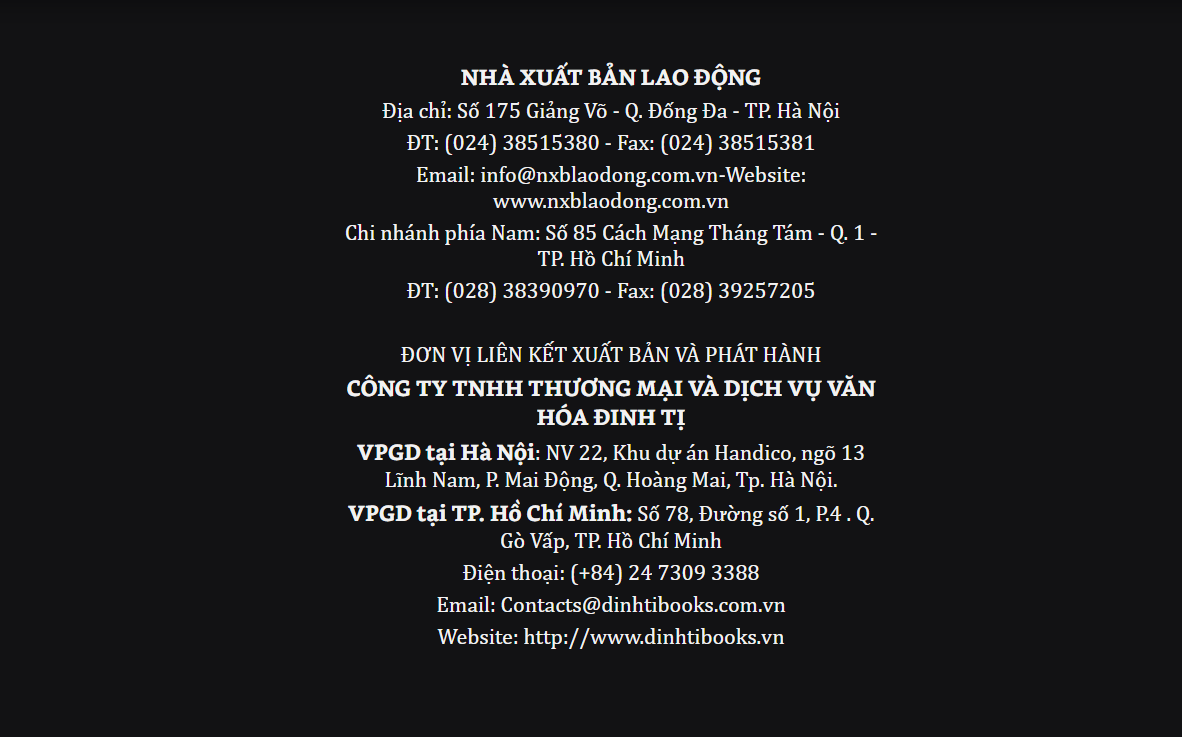 NHÀ XUẤT BẢN LAO ĐỘNG
Địa chỉ: Số 175 Giảng Võ - Q. Đống Đa - TP. Hà Nội
ĐT: (024) 38515380 - Fax: (024) 38515381
Email: info@nxblaodong.com.vn-Website:
www.nxblaodong.com.vn
Chi nhánh phía Nam: Số 85 Cách Mạng Tháng Tám - Q. 1 -
TP. Hồ Chí Minh
ĐT: (028) 38390970 - Fax: (028) 39257205
ĐƠN VỊ LIÊN KẾT XUẤT BẢN VÀ PHÁT HÀNH
CÔNG TY TNHH THƯƠNG MẠI VÀ DỊCH VỤ VĂN
HÓA ĐINH TỊ
VPGD tại Hà Nội: NV 22, Khu dự án Handico, ngõ 13
Lĩnh Nam, P. Mai Động, Q. Hoàng Mai, Tp. Hà Nội.
VPGD tại TP. Hồ Chí Minh: Số 78, Đường số 1, P.4 . Q.
Gò Vấp, TP. Hồ Chí Minh
Điện thoại: (+84) 24 7309 3388
Email: Contacts@dinhtibooks.com.vn
Website: http://www.dinhtibooks.vn